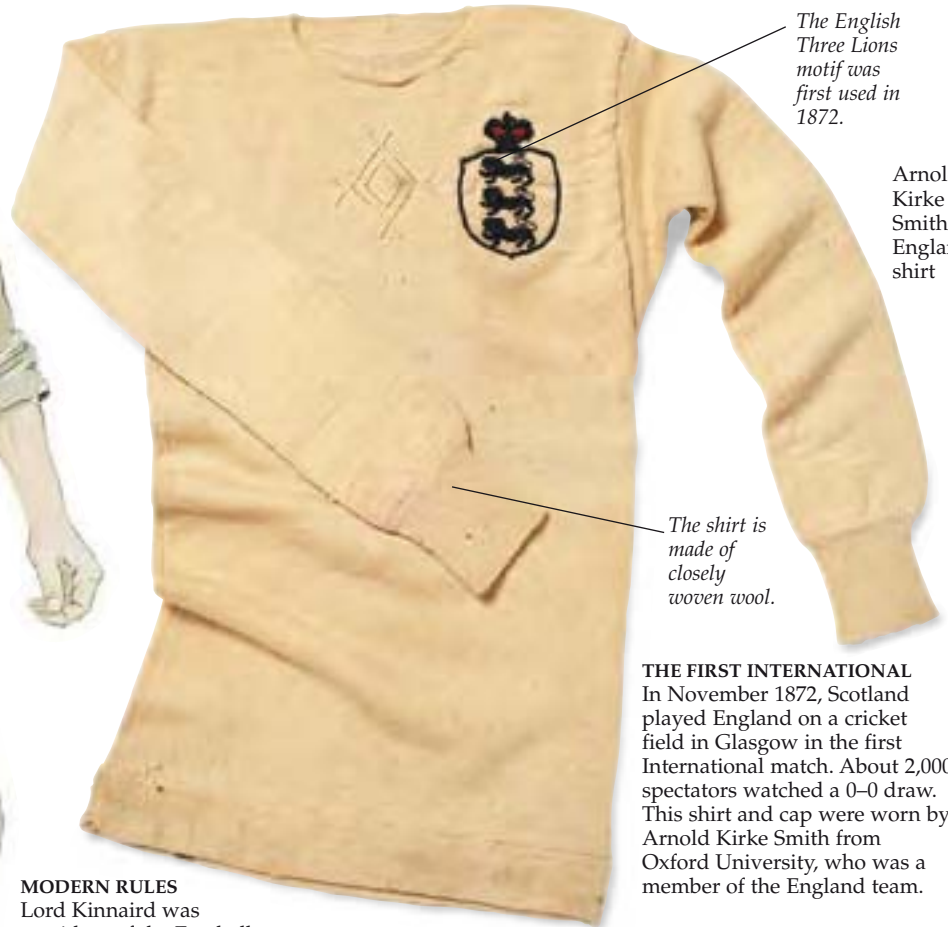 The English
Three Lions
motif was
first used in
1872.
Kirke
Smith
shirt
The shirt is
made of
closely
woven wool.
THE FIRST INTERNATIONAL
In November 1872, Scotland
played England on a cricket
field in Glasgow in the first
International match. About 2,000
spectators watched a 0–0 draw.
This shirt and cap were worn by
Arnold Kirke Smith from
Oxford University, who was a
member of the England team.
MODERN RULES
Lord Kinnaird was